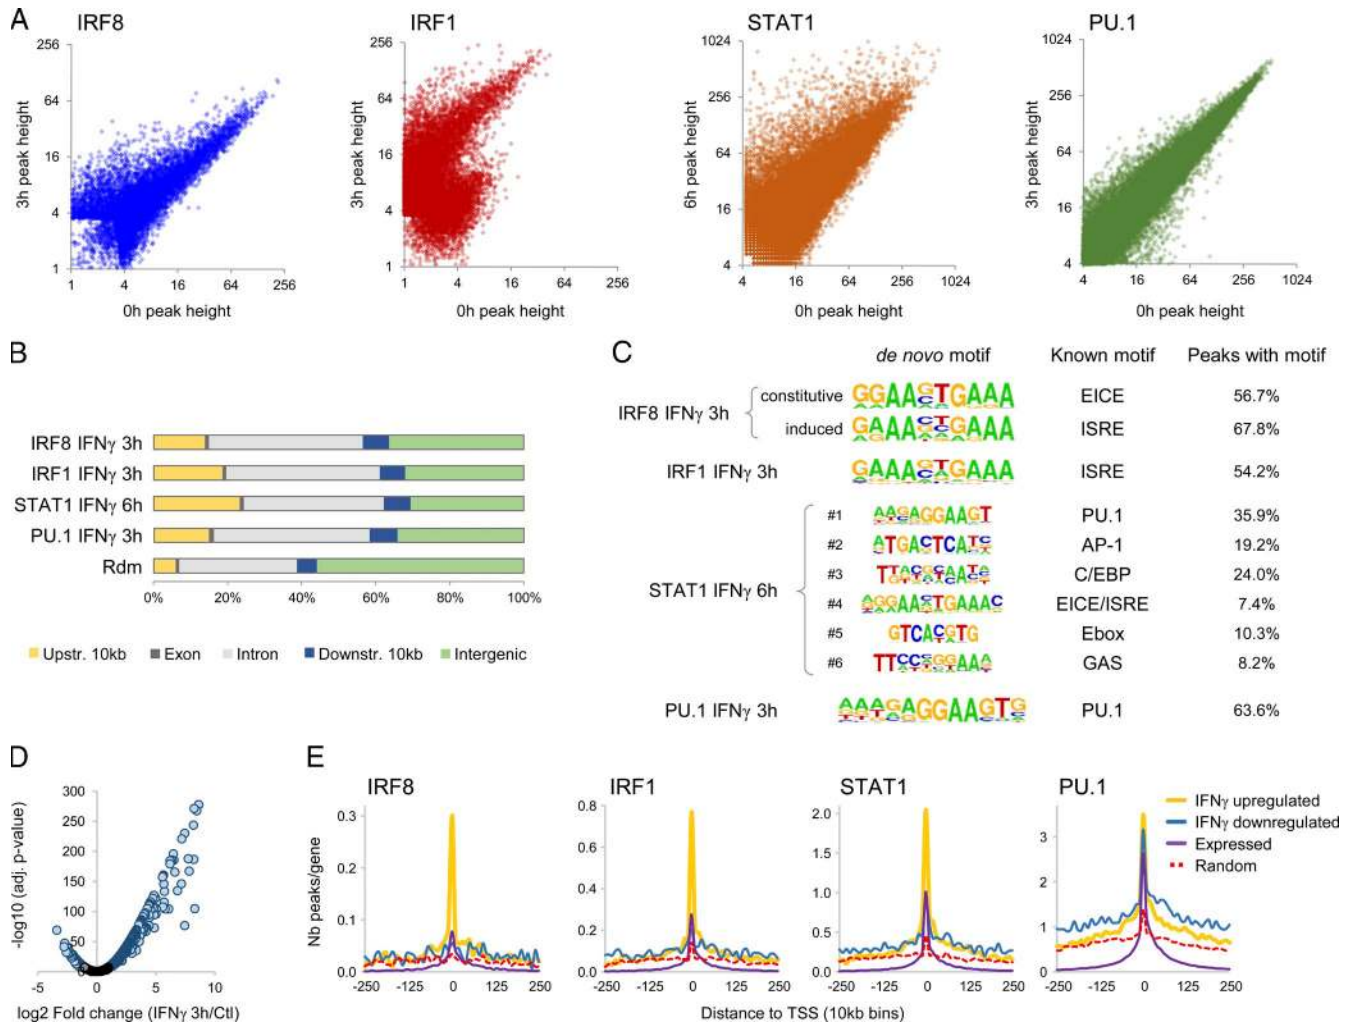 A
IRF8
3h peak height
256
64
16
4
1
1 4 16 64 256
0h peak height
IRF1
3h peak height
256
64
16
4
1
1 4 16 64 256
0h peak height
STAT1
6h peak height
1024
256
64
16
4
4 16 64 256 1024
0h peak height
PU.1
3h peak height
1024
256
64
16
4
4 16 64 256 1024
0h peak height
B
IRF8 IFNγ 3h
IRF1 IFNγ 3h
STAT1 IFNγ 6h
PU.1 IFNγ 3h
Rdm
0% 20% 40% 60% 80% 100%
Upstr. 10kb Exon Intron Downstr. 10kb Intergenic
C
de novo motif Known motif Peaks with motif
IRF8 IFNγ 3h
constitutive GGAAGTGAAA EICE 56.7%
induced GAAA GAAA ISRE 67.8%
IRF1 IFNγ 3h GAAAGTGAAA ISRE 54.2%
STAT1 IFNγ 6h
#1 AAGAGGAAGT PU.1 35.9%
#2 ATGACTCATC AP-1 19.2%
#3 TTACGCAATA C/EBP 24.0%
#4 AGGAACTGAAAC EICE/ISRE 7.4%
#5 GTCACGTG Ebox 10.3%
#6 TTCCGGAAA GAS 8.2%
PU.1 IFNγ 3h AAAGAGGAAGTG PU.1 63.6%
D
-log10 (adj. p-value)
300
250
200
150
100
50
-5 0 5 10
log2 Fold change (IFNγ 3h/Ctl)
E
IRF8
Nb peaks/gene
0.3
0.2
0.1
0.0
-250 -125 0 125 250
IRF1
0.8
0.6
0.4
0.2
0.0
-250 -125 0 125 250
STAT1
2.0
1.5
1.0
0.5
0.0
-250 -125 0 125 250
PU.1
3
2
1
0
-250 -125 0 125 250
Distance to TSS (10kb bins)
IFNγ upregulated
IFNγ downregulated
Expressed
Random